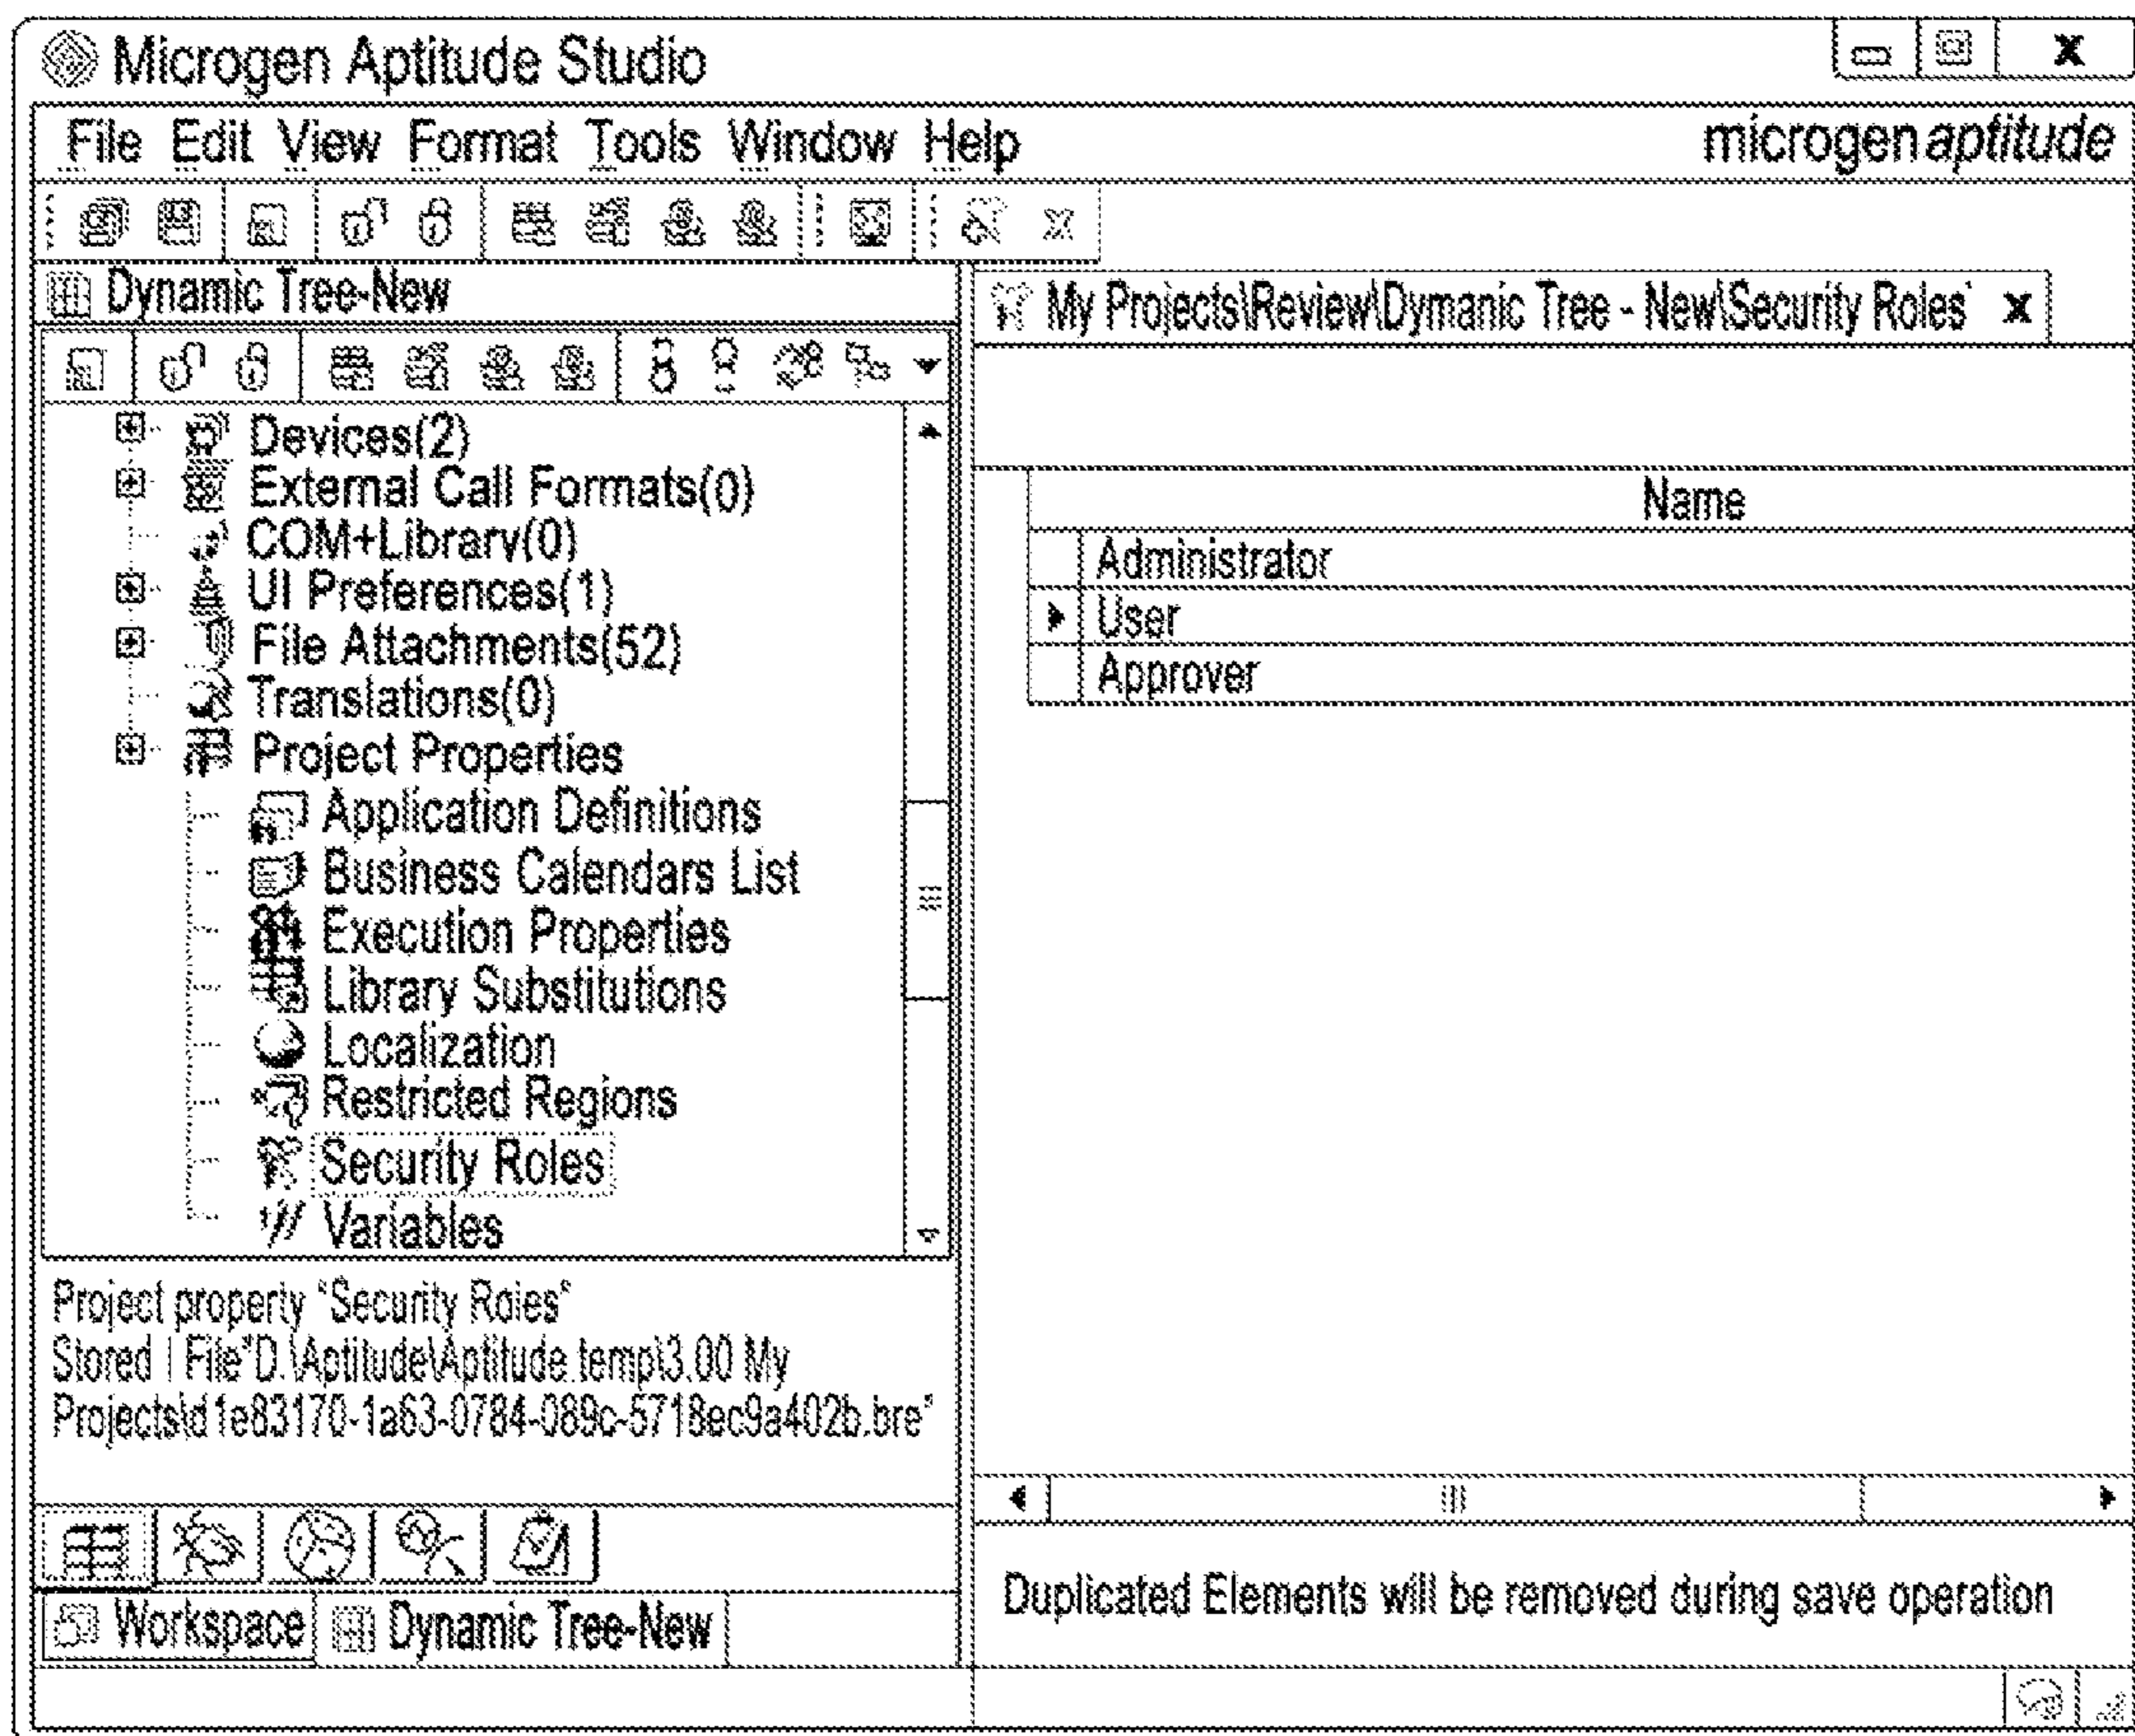 Microgen Aptitude Studio
File Edit View Format Tools Window Help
microgen aptitude
Dynamic Tree-New
Devices(2)
External Call Formats(0)
COM+Library(0)
UI Preferences(1)
File Attachments(52)
Translations(0)
Project Properties
Application Definitions
Business Calendars List
Execution Properties
Library Substitutions
Localization
Restricted Regions
Security Roles
Variables
Project property "Security Roles"
Stored | File"D.\Aptitude\Aptitude.temp\3.00 My
Projects\d1e83170-1a63-0784-089c-5718ec9a402b.bre"
Workspace
Dynamic Tree-New
My Projects\Review\Dymanic Tree - New\Security Roles*
Name
Administrator
User
Approver
Duplicated Elements will be removed during save operation